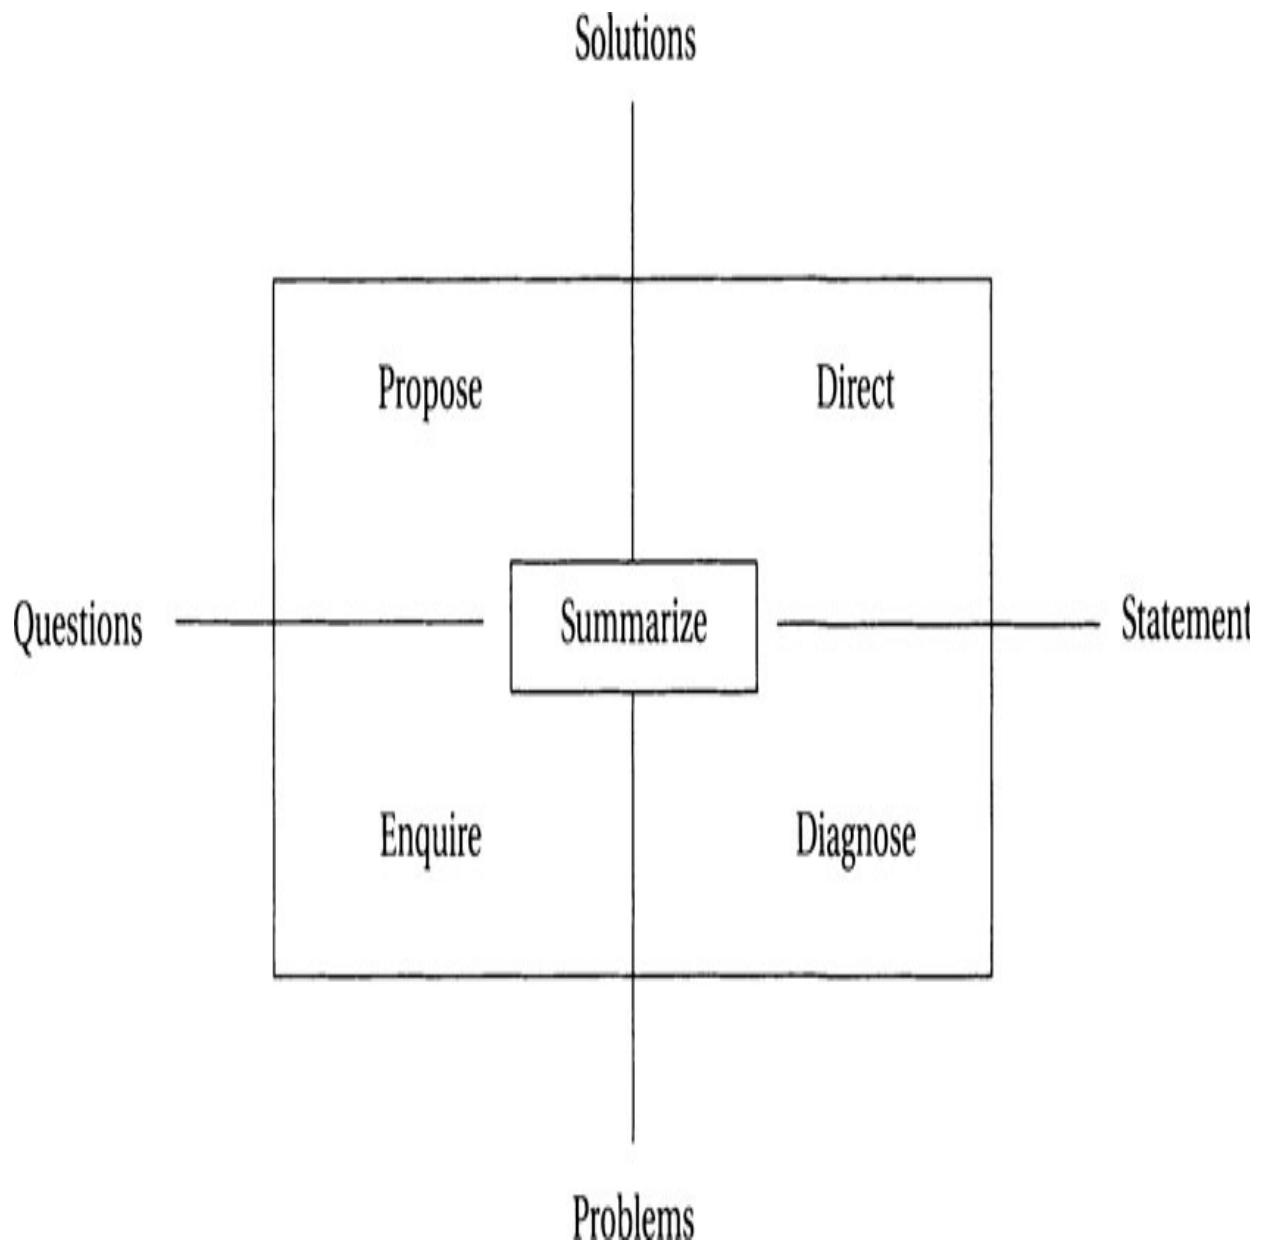 Solutions
Propose
Direct
Questions
Summarize
Statement
Enquire
Diagnose
Problems